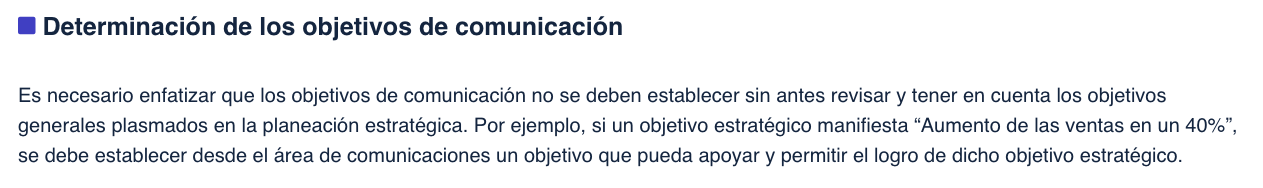 Determinación de los objetivos de comunicación
Es necesario enfatizar que los objetivos de comunicación no se deben establecer sin antes revisar y tener en cuenta los objetivos
generales plasmados en la planeación estratégica. Por ejemplo, si un objetivo estratégico manifiesta “Aumento de las ventas en un 40%”,
se debe establecer desde el área de comunicaciones un objetivo que pueda apoyar y permitir el logro de dicho objetivo estratégico.